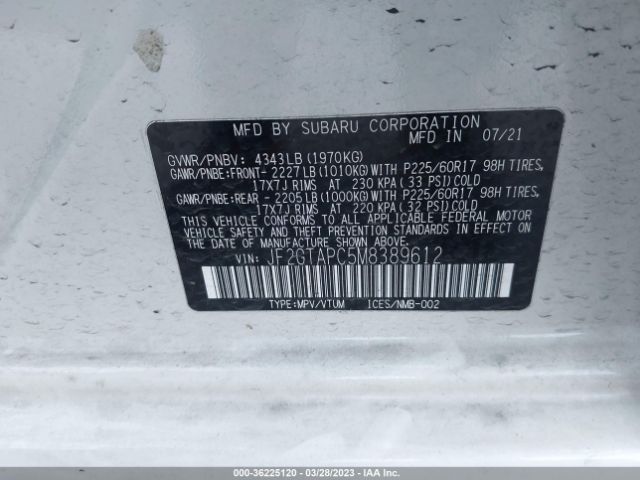 MFD BY SUBARU CORPORATION
MFD IN 07/21
GVWR/PNBV: 4343LB(1970KG)
GAWR/PNBE:FRONT- 2227LB(1010KG)WITH P225/60R17 98H TIRES,
17X7J RIMS AT 230 KPA(33 PSI)COLD
GAWR/PNBE:REAR - 2205LB(1000KG)WITH P225/60R17 98H TIRES,
17X7J RIMS AT 220 KPA(32 PSI)COLD
THIS VEHICLE CONFORMS TO ALL APPLICABLE FEDERAL MOTOR
VEHICLE SAFETY AND THEFT PREVENTION STANDARDS IN EFFECT
ON THE DATE OF MANUFACTURE SHOWN ABOVE.
VIN: JF2GTAPC5M8389612
TYPE:MPV/VTUM ICES/NMB-002
000-36225120 - 03/28/2023 - IAA Inc.